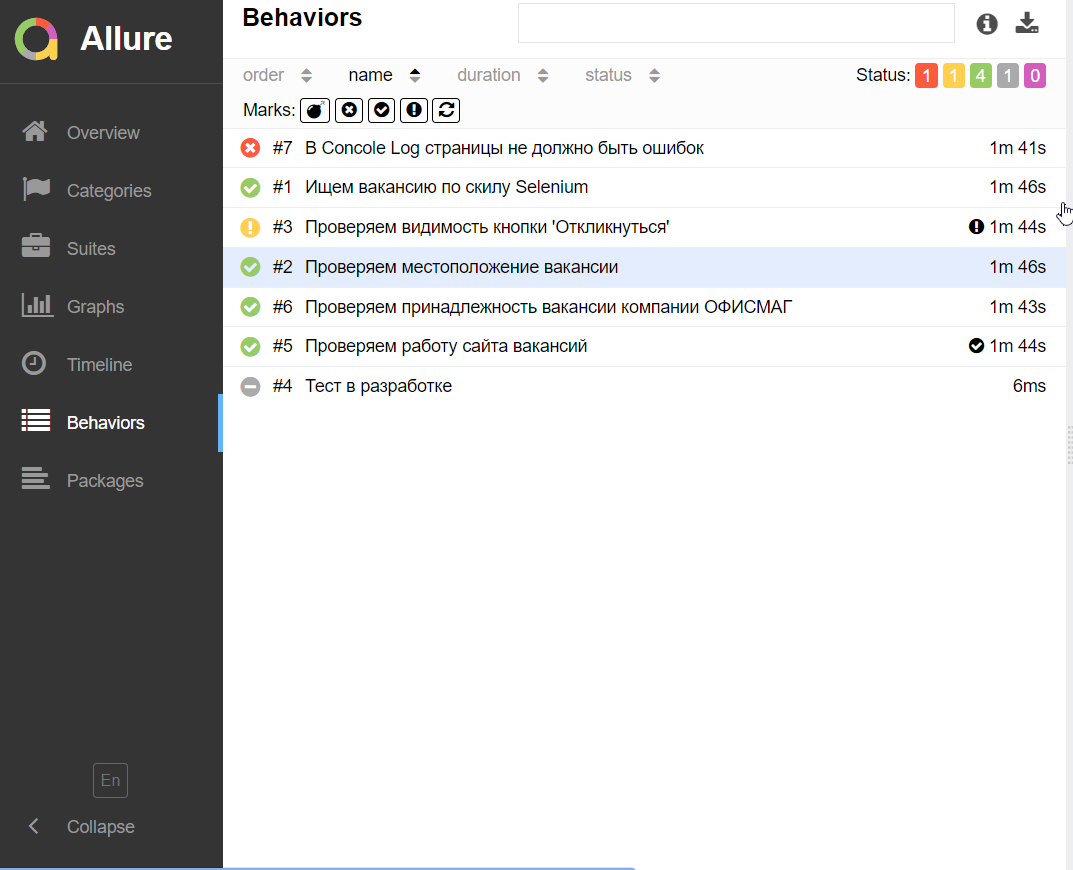 Allure
Overview
Categories
Suites
Graphs
Timeline
Behaviors
Packages
En
Collapse
Behaviors
order name duration status Status: 1 1 4 1 0
Marks:
#7 В Concole Log страницы не должно быть ошибок 1m 41s
#1 Ищем вакансию по скилу Selenium 1m 46s
#3 Проверяем видимость кнопки 'Откликнуться' 1m 44s
#2 Проверяем местоположение вакансии 1m 46s
#6 Проверяем принадлежность вакансии компании ОФИСМАГ 1m 43s
#5 Проверяем работу сайта вакансий 1m 44s
#4 Тест в разработке 6ms